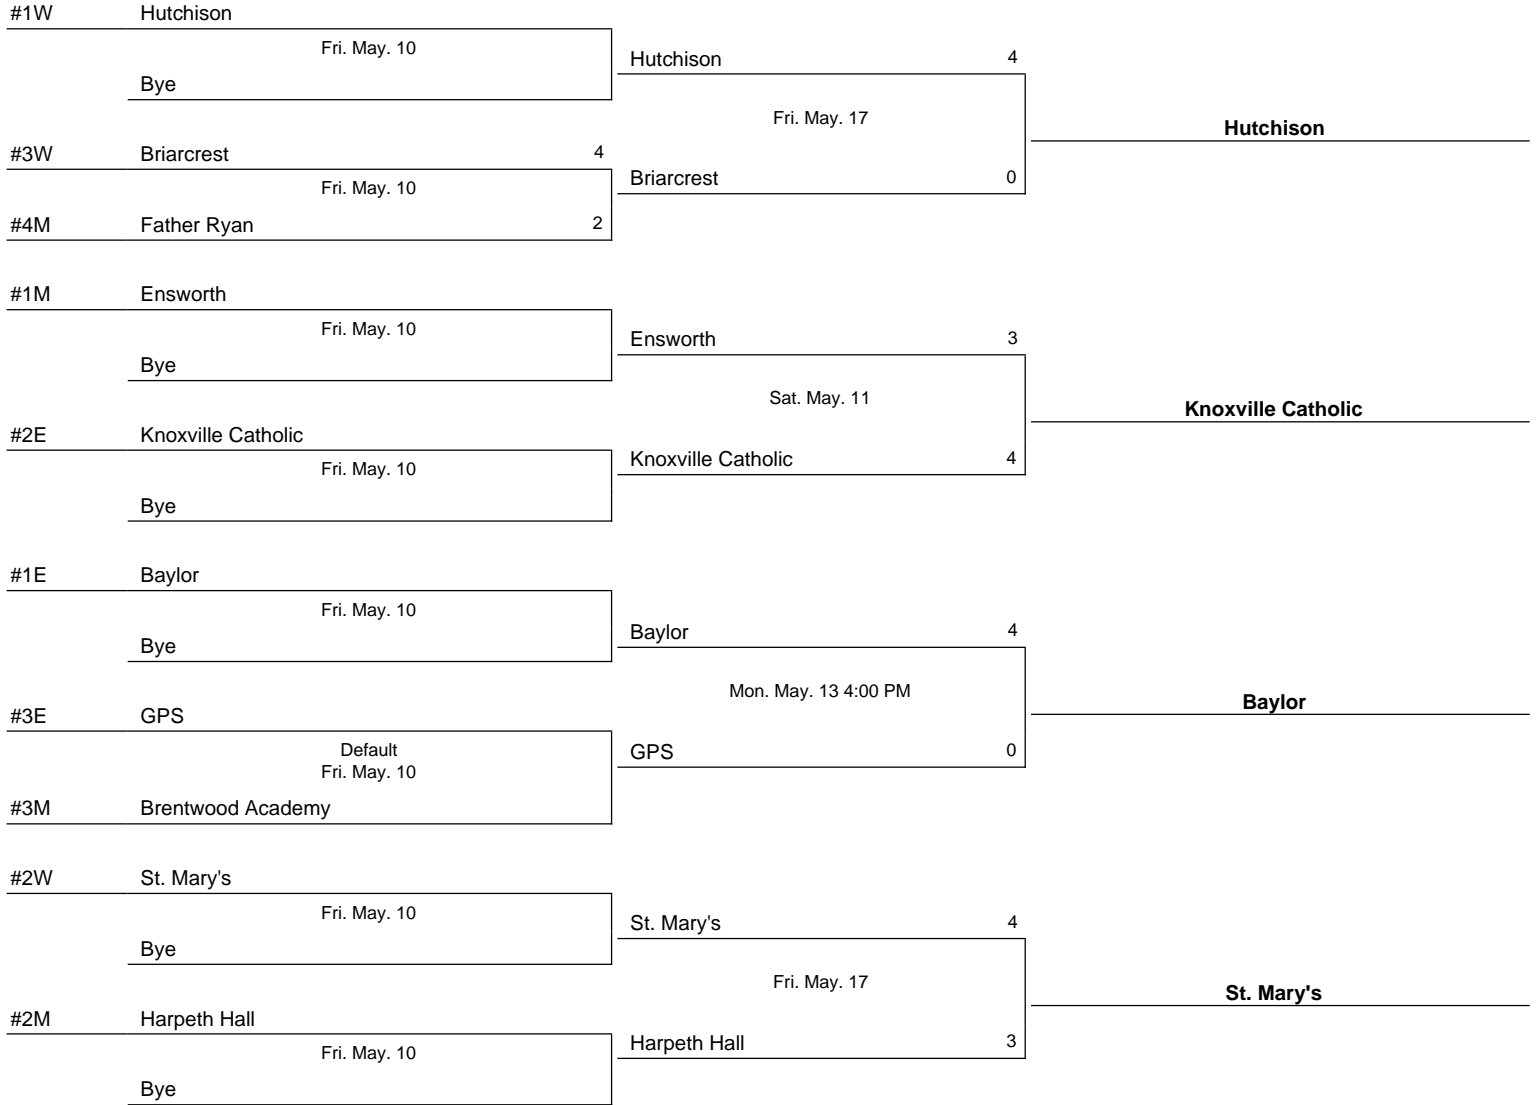 #1W Hutchison
Fri. May. 10
Hutchison 4
Bye
Fri. May. 17
Hutchison
#3W Briarcrest 4
Fri. May. 10
Briarcrest 0
#4M Father Ryan 2
#1M Ensworth
Fri. May. 10
Ensworth 3
Bye
Sat. May. 11
Knoxville Catholic
#2E Knoxville Catholic
Fri. May. 10
Knoxville Catholic 4
Bye
#1E Baylor
Fri. May. 10
Baylor 4
Bye
Mon. May. 13 4:00 PM
Baylor
#3E GPS
Default
Fri. May. 10
GPS 0
#3M Brentwood Academy
#2W St. Mary's
Fri. May. 10
St. Mary's 4
Bye
Fri. May. 17
St. Mary's
#2M Harpeth Hall
Fri. May. 10
Harpeth Hall 3
Bye